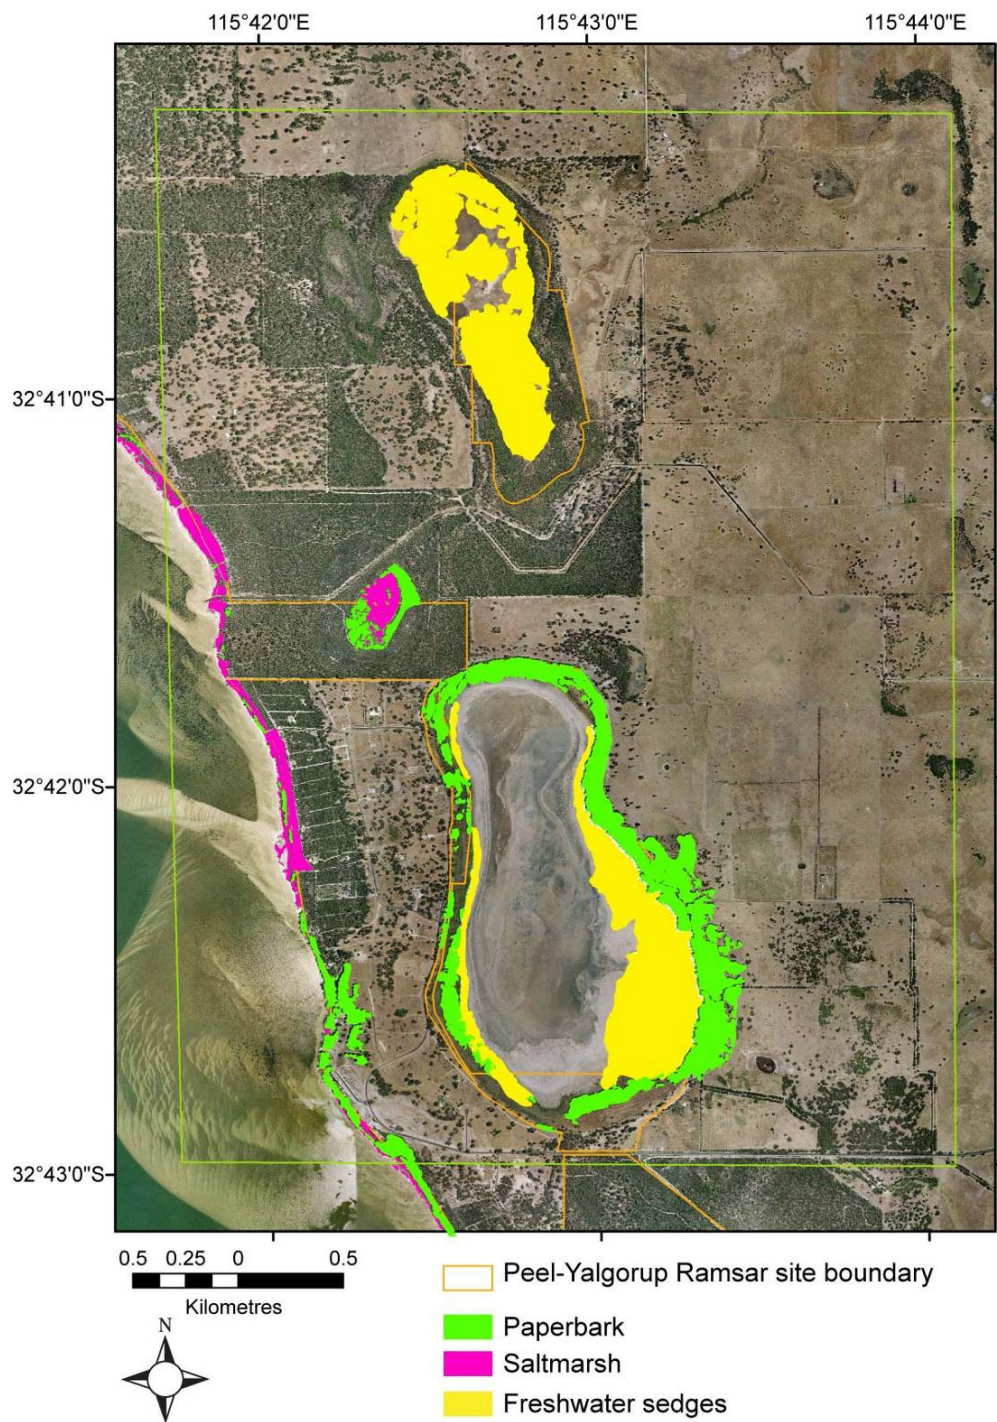 115°42'0"E 115°43'0"E 115°44'0"E
32°41'0"S
32°42'0"S
32°43'0"S
0.5 0.25 0 0.5
Kilometres
N
Peel-Yalgorup Ramsar site boundary
Paperbark
Saltmarsh
Freshwater sedges